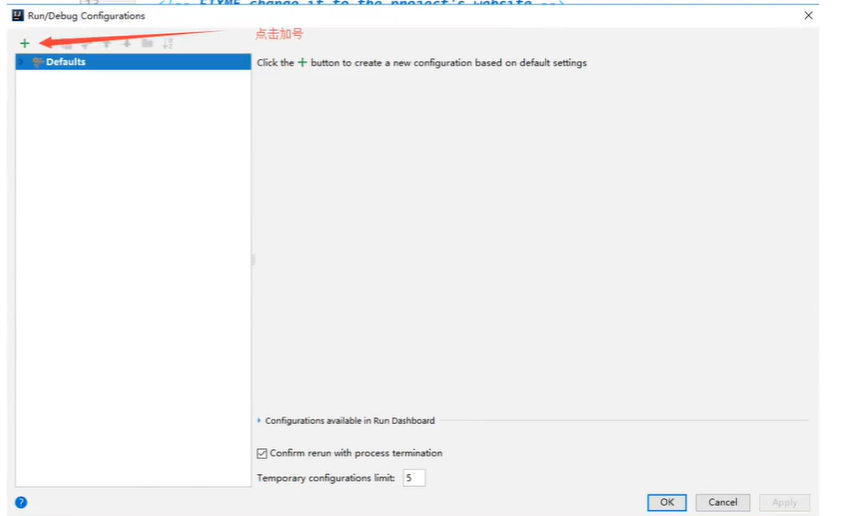 <!-- FIXME change it to the project's website -->
Run/Debug Configurations
点击加号
Defaults
Click the + button to create a new configuration based on default settings
Configurations available in Run Dashboard
Confirm rerun with process termination
Temporary configurations limit: 5
? OK Cancel Apply